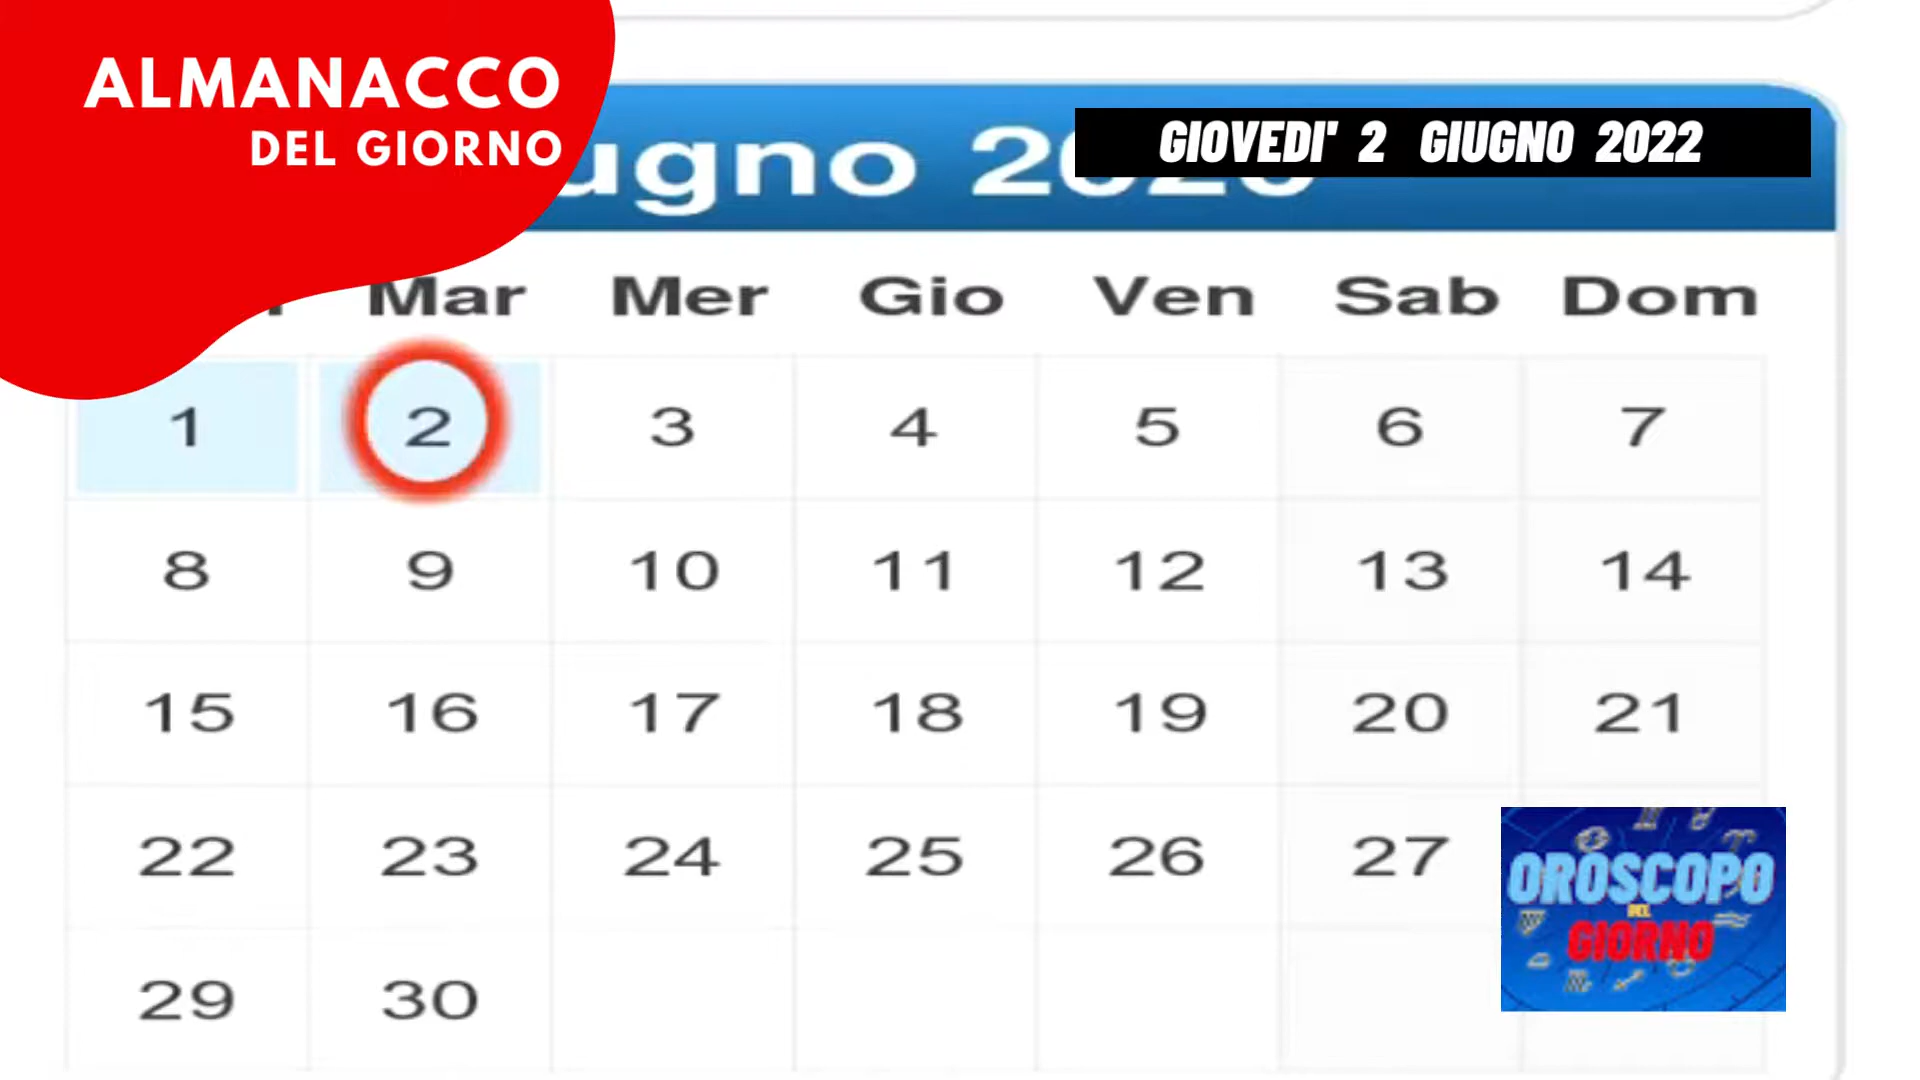 ALMANACCO
DEL GIORNO
GIOVEDI' 2 GIUGNO 2022
Mar Mer Gio Ven Sab Dom
1 2 3 4 5 6 7
8 9 10 11 12 13 14
15 16 17 18 19 20 21
22 23 24 25 26 27
29 30
OROSCOPO
DEL
GIORNO